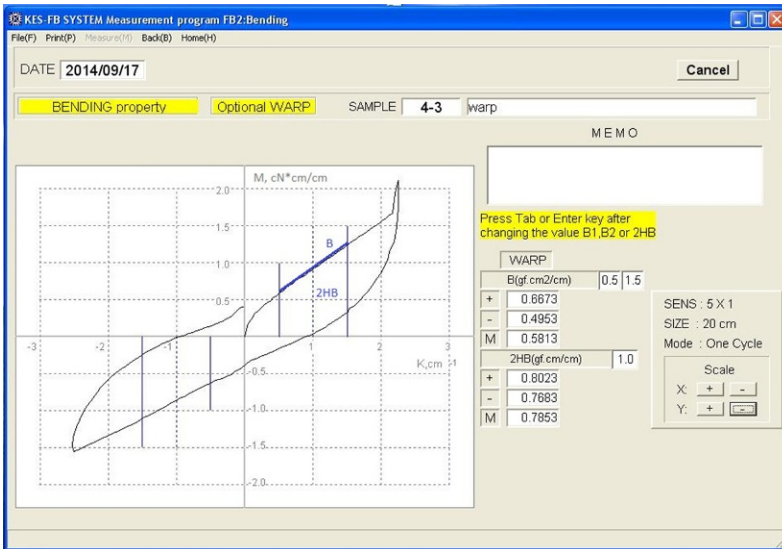 KES-FB SYSTEM Measurement program FB2:Bending
File(F) Print(P) Measure(M) Back(B) Home(H)
DATE 2014/09/17
Cancel
BENDING property Optional WARP SAMPLE 4-3 warp
MEMO
M, cN*cm/cm
2.0
1.5
B
1.0
2HB
0.5
-3 -2 -1 1 2 3
K,cm -1
-0.5
-1.0
-1.5
-2.0
Press Tab or Enter key after
changing the value B1,B2 or 2HB
WARP
B(gf.cm2/cm) 0.5 1.5
+ 0.6673
- 0.4953
M 0.5813
2HB(gf.cm/cm) 1.0
+ 0.8023
- 0.7683
M 0.7853
SENS : 5 X 1
SIZE : 20 cm
Mode : One Cycle
Scale
X: + -
Y: + -